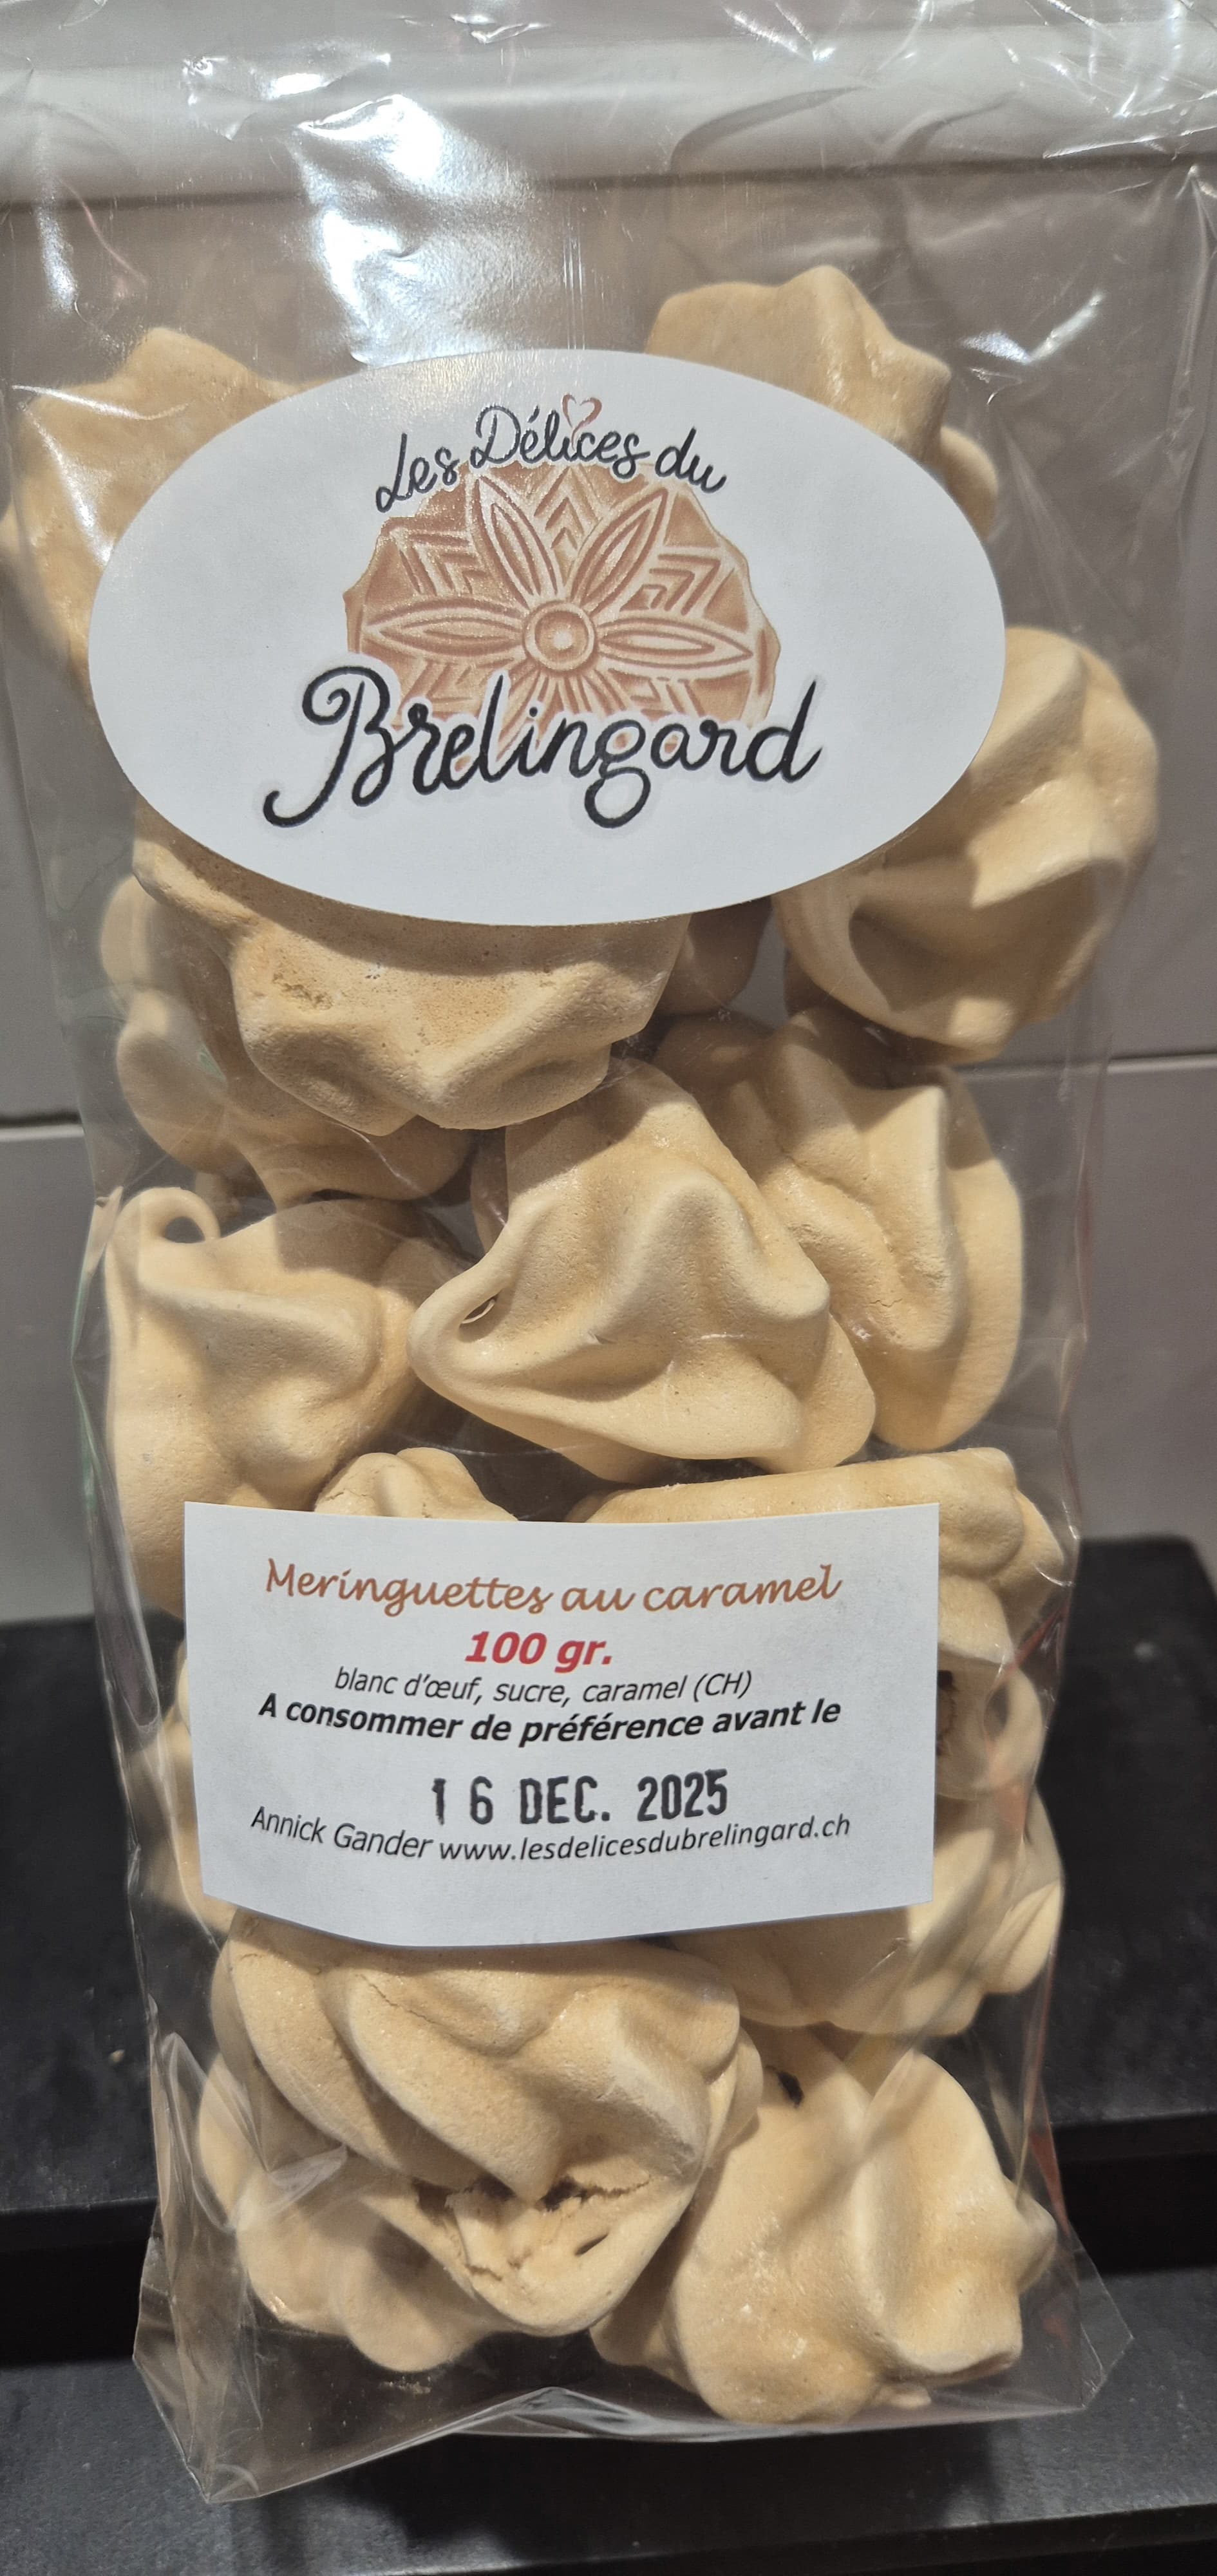 Les Délices du
Brelingard
Meringuettes au caramel
100 gr.
blanc d'œuf, sucre, caramel (CH)
A consommer de préférence avant le
16 DEC. 2025
Annick Gander www.lesdelicesdubrelingard.ch